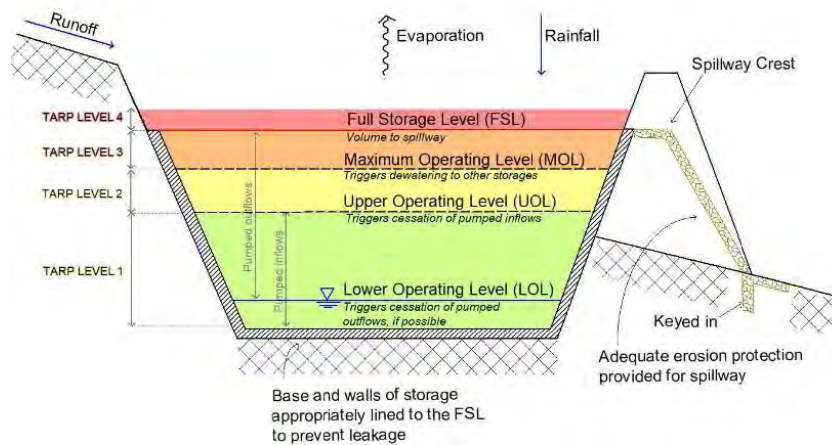 Runoff
Evaporation
Rainfall
Spillway Crest
TARP LEVEL 4
Full Storage Level (FSL)
Volume to spillway
TARP LEVEL 3
Maximum Operating Level (MOL)
Triggers dewatering to other storages
TARP LEVEL 2
Upper Operating Level (UOL)
Triggers cessation of pumped inflows
Pumped outflows
Pumped inflows
TARP LEVEL 1
Lower Operating Level (LOL)
Triggers cessation of pumped
outflows, if possible
Keyed in
Adequate erosion protection
provided for spillway
Base and walls of storage
appropriately lined to the FSL
to prevent leakage